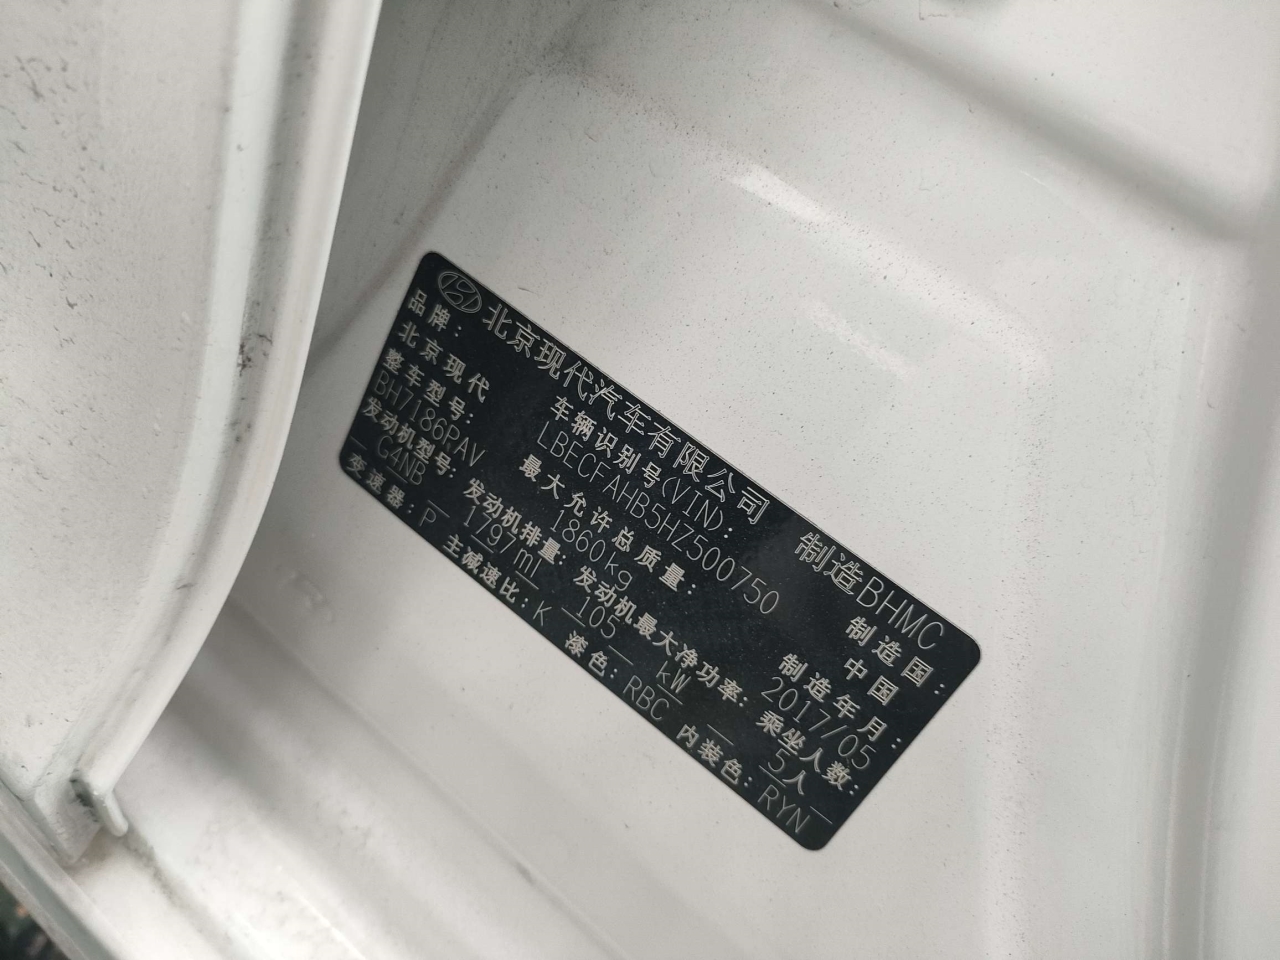 北京现代汽车有限公司 制造BHMC
品牌: 车辆识别号(VIN): 制造国:
北京现代 LBECFAHB5HZ500750 中国
整车型号: 最大允许总质量: 制造年月:
BH7186PAV 1860kg 2017/05
发动机型号: 发动机排量: 发动机最大净功率: 乘坐人数:
G4NB 1797ml 105 kW 5人
变速器: P 主减速比: K 漆色: RBC 内装色: RYN